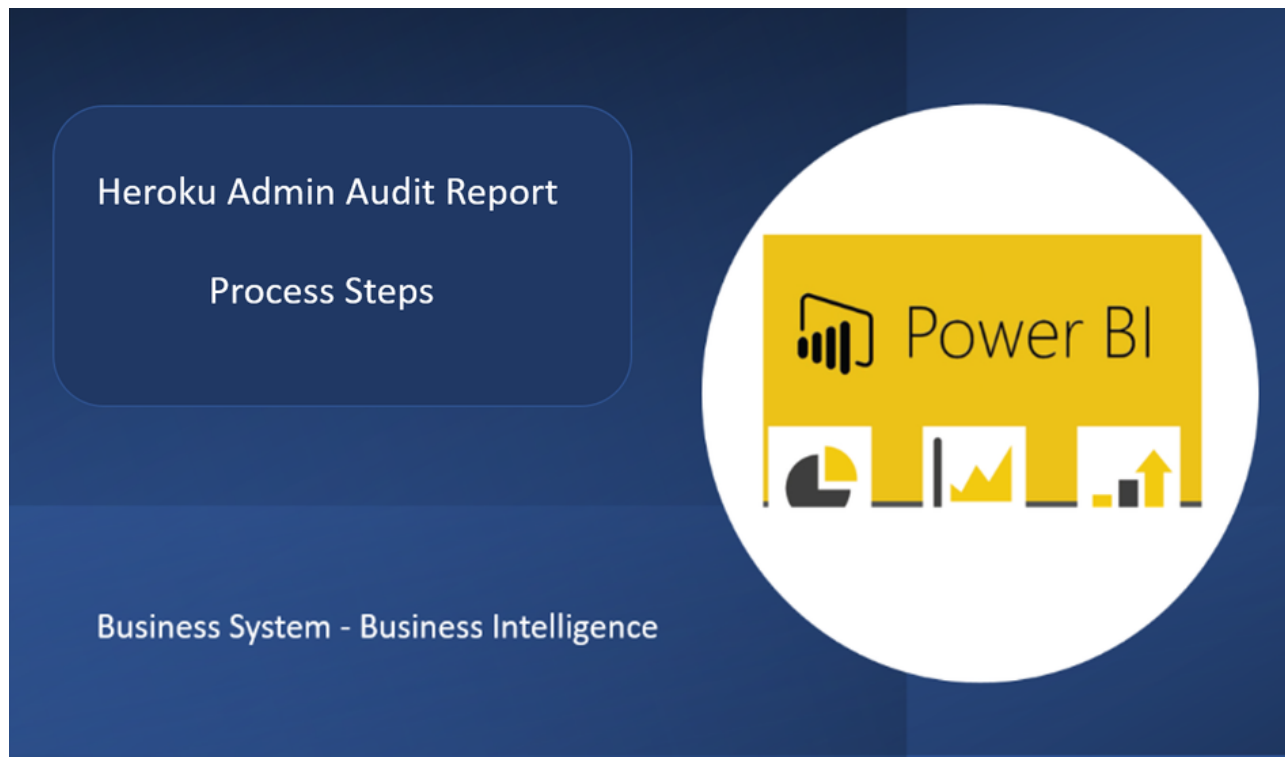 Heroku Admin Audit Report
Process Steps
Power BI
Business System - Business Intelligence